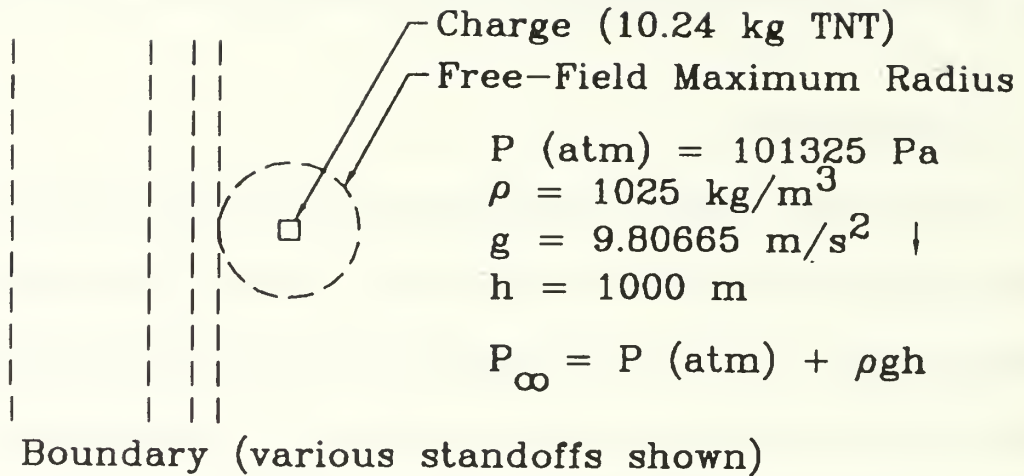 Charge (10.24 kg TNT)
Free-Field Maximum Radius
P (atm) = 101325 Pa
ρ = 1025 kg/m³
g = 9.80665 m/s² ↓
h = 1000 m
P∞ = P (atm) + ρgh
Boundary (various standoffs shown)